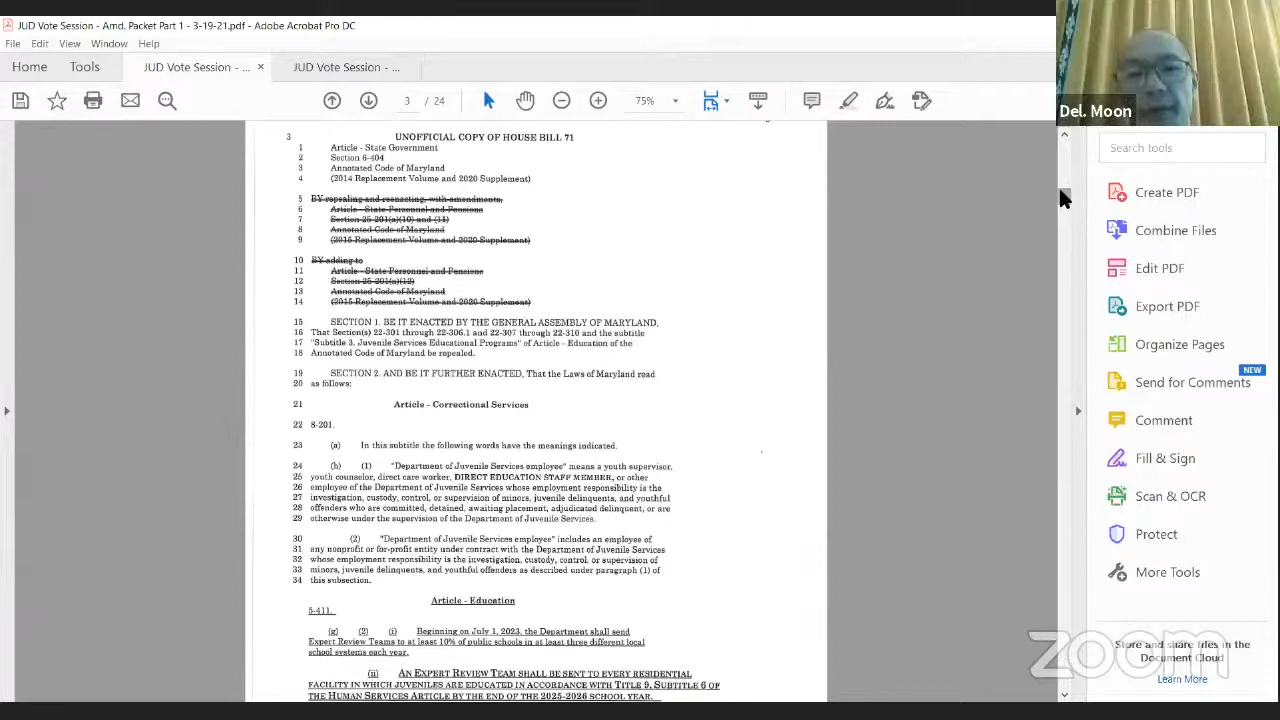 JUD Vote Session - Amd. Packet Part 1 - 3-19-21.pdf - Adobe Acrobat Pro DC
File Edit View Window Help
Home Tools JUD Vote Session - ... × JUD Vote Session - ...
3 / 24 75%
Del. Moon
3 UNOFFICIAL COPY OF HOUSE BILL 71
1 Article - State Government
2 Section 6-404
3 Annotated Code of Maryland
4 (2014 Replacement Volume and 2020 Supplement)
5 BY repealing and reenacting, with amendments,
6 Article - State Personnel and Pensions
7 Section 25-201(a)(10) and (11)
8 Annotated Code of Maryland
9 (2015 Replacement Volume and 2020 Supplement)
10 BY adding to
11 Article - State Personnel and Pensions
12 Section 25-201(a)(12)
13 Annotated Code of Maryland
14 (2015 Replacement Volume and 2020 Supplement)
15 SECTION 1. BE IT ENACTED BY THE GENERAL ASSEMBLY OF MARYLAND,
16 That Section(s) 22-301 through 22-306.1 and 22-307 through 22-310 and the subtitle
17 "Subtitle 3. Juvenile Services Educational Programs" of Article - Education of the
18 Annotated Code of Maryland be repealed.
19 SECTION 2. AND BE IT FURTHER ENACTED, That the Laws of Maryland read
20 as follows:
21 Article - Correctional Services
22 8-201.
23 (a) In this subtitle the following words have the meanings indicated.
24 (h) (1) "Department of Juvenile Services employee" means a youth supervisor,
25 youth counselor, direct care worker, DIRECT EDUCATION STAFF MEMBER, or other
26 employee of the Department of Juvenile Services whose employment responsibility is the
27 investigation, custody, control, or supervision of minors, juvenile delinquents, and youthful
28 offenders who are committed, detained, awaiting placement, adjudicated delinquent, or are
29 otherwise under the supervision of the Department of Juvenile Services.
30 (2) "Department of Juvenile Services employee" includes an employee of
31 any nonprofit or for-profit entity under contract with the Department of Juvenile Services
32 whose employment responsibility is the investigation, custody, control, or supervision of
33 minors, juvenile delinquents, and youthful offenders as described under paragraph (1) of
34 this subsection.
Article - Education
5-411.
(g) (2) (i) Beginning on July 1, 2023, the Department shall send
Expert Review Teams to at least 10% of public schools in at least three different local
school systems each year.
(ii) AN EXPERT REVIEW TEAM SHALL BE SENT TO EVERY RESIDENTIAL
FACILITY IN WHICH JUVENILES ARE EDUCATED IN ACCORDANCE WITH TITLE 9, SUBTITLE 6 OF
THE HUMAN SERVICES ARTICLE BY THE END OF THE 2025-2026 SCHOOL YEAR.
Search tools
Create PDF
Combine Files
Edit PDF
Export PDF
Organize Pages
NEW
Send for Comments
Comment
Fill & Sign
Scan & OCR
Protect
More Tools
Store and share files in the
Document Cloud
Learn More
zoom